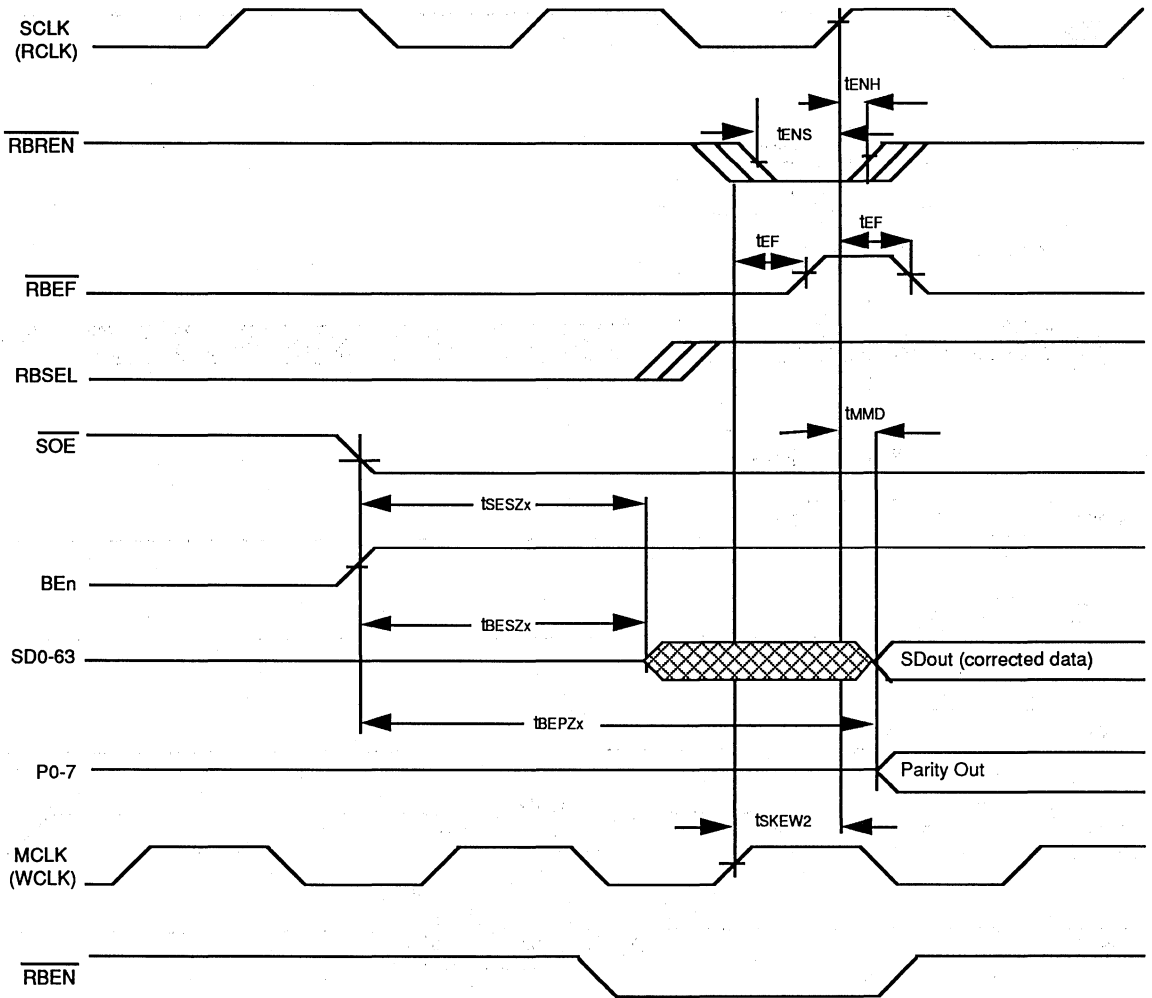 SCLK
(RCLK)
tENH
RBREN
tENS
tEF
tEF
RBEF
RBSEL
tMMD
SOE
tSESZx
BEn
tBESZx
SD0-63
SDout (corrected data)
tBEPZx
P0-7
Parity Out
tSKEW2
MCLK
(WCLK)
RBEN